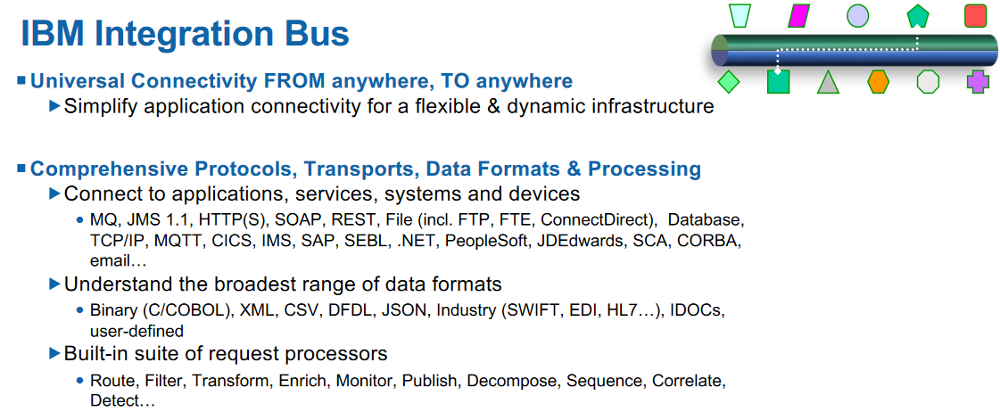 IBM Integration Bus
Universal Connectivity FROM anywhere, TO anywhere
Simplify application connectivity for a flexible & dynamic infrastructure
Comprehensive Protocols, Transports, Data Formats & Processing
Connect to applications, services, systems and devices
MQ, JMS 1.1, HTTP(S), SOAP, REST, File (incl. FTP, FTE, ConnectDirect), Database,
TCP/IP, MQTT, CICS, IMS, SAP, SEBL, .NET, PeopleSoft, JDEdwards, SCA, CORBA,
email…
Understand the broadest range of data formats
Binary (C/COBOL), XML, CSV, DFDL, JSON, Industry (SWIFT, EDI, HL7…), IDOCs,
user-defined
Built-in suite of request processors
Route, Filter, Transform, Enrich, Monitor, Publish, Decompose, Sequence, Correlate,
Detect…